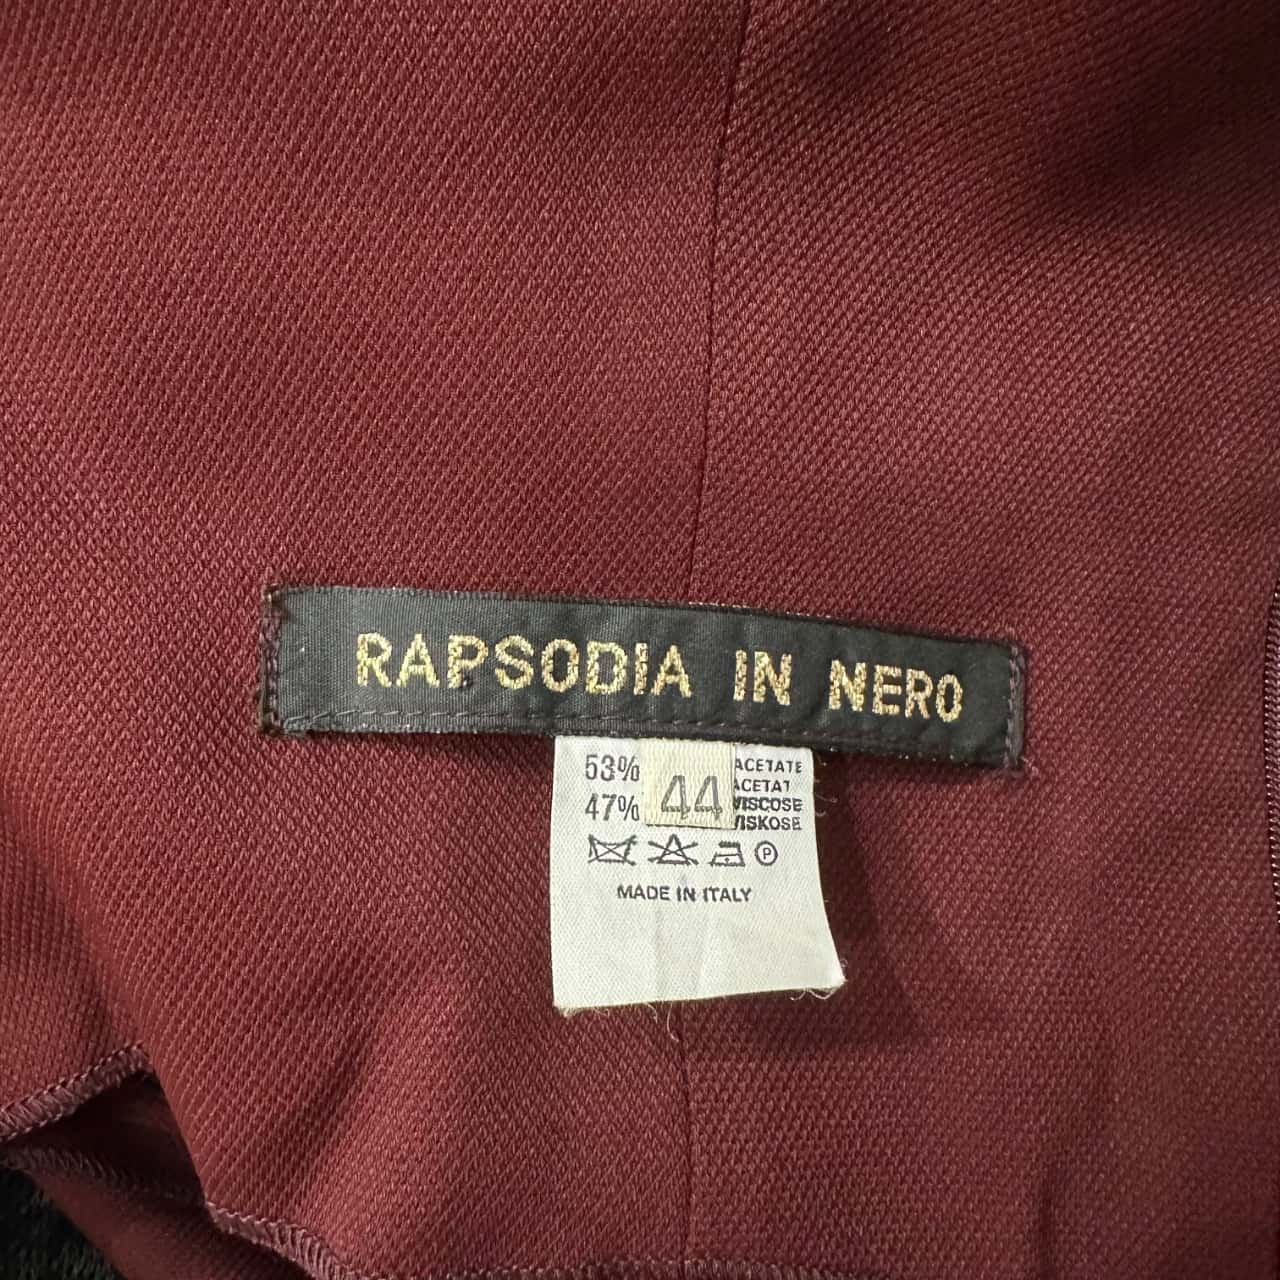 RAPSODIA IN NERO
53% ACETATE
ACETAT
47% VISCOSE
VISKOSE
44
P
MADE IN ITALY